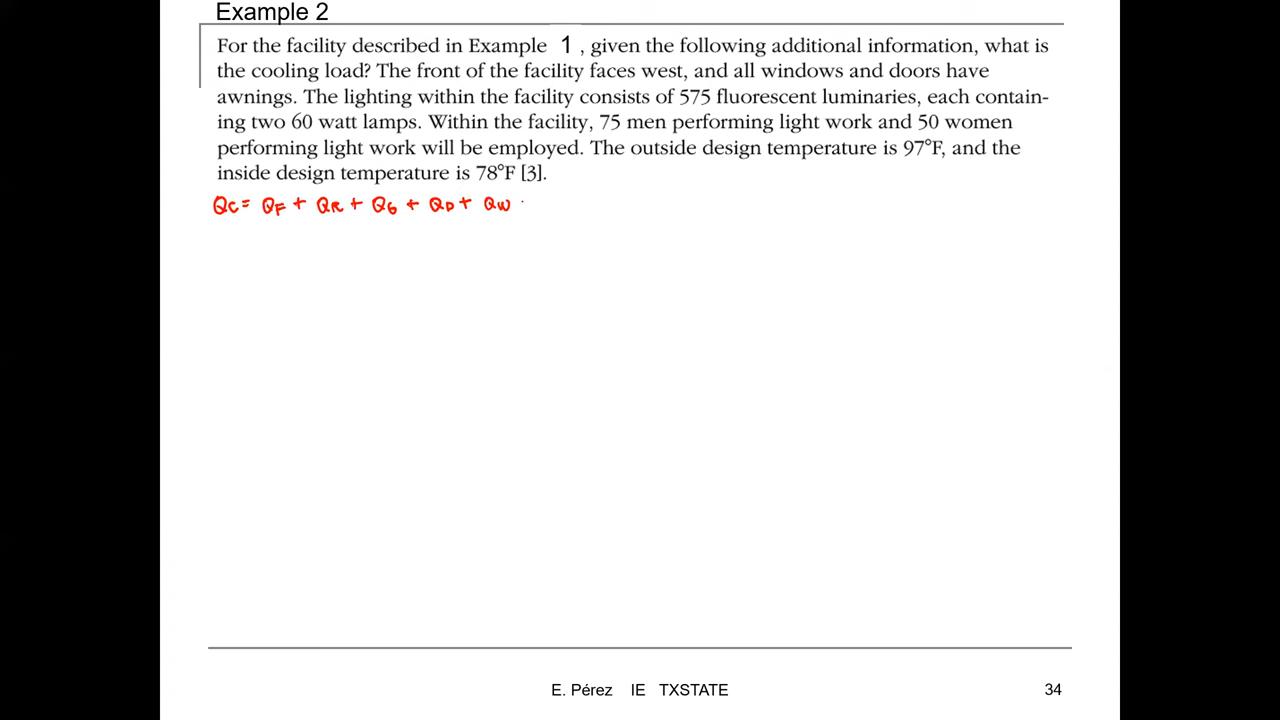 Example 2
For the facility described in Example 1 , given the following additional information, what is
the cooling load? The front of the facility faces west, and all windows and doors have
awnings. The lighting within the facility consists of 575 fluorescent luminaries, each contain-
ing two 60 watt lamps. Within the facility, 75 men performing light work and 50 women
performing light work will be employed. The outside design temperature is 97°F, and the
inside design temperature is 78°F [3].
QC= QF + QR + QG + QD + QW
E. Pérez IE TXSTATE
34